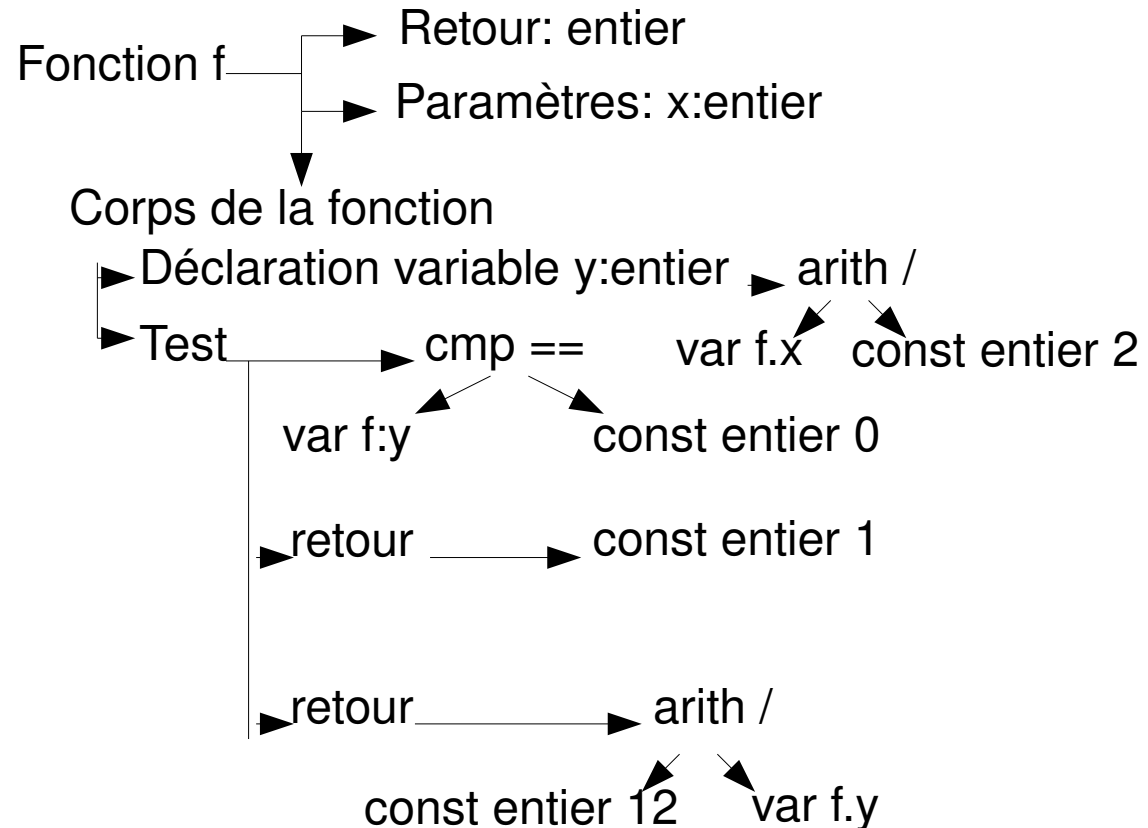 Retour: entier
Fonction f
Paramètres: x:entier
Corps de la fonction
Déclaration variable y:entier arith /
Test cmp == var f.x const entier 2
var f:y const entier 0
retour const entier 1
retour arith /
const entier 12 var f.y